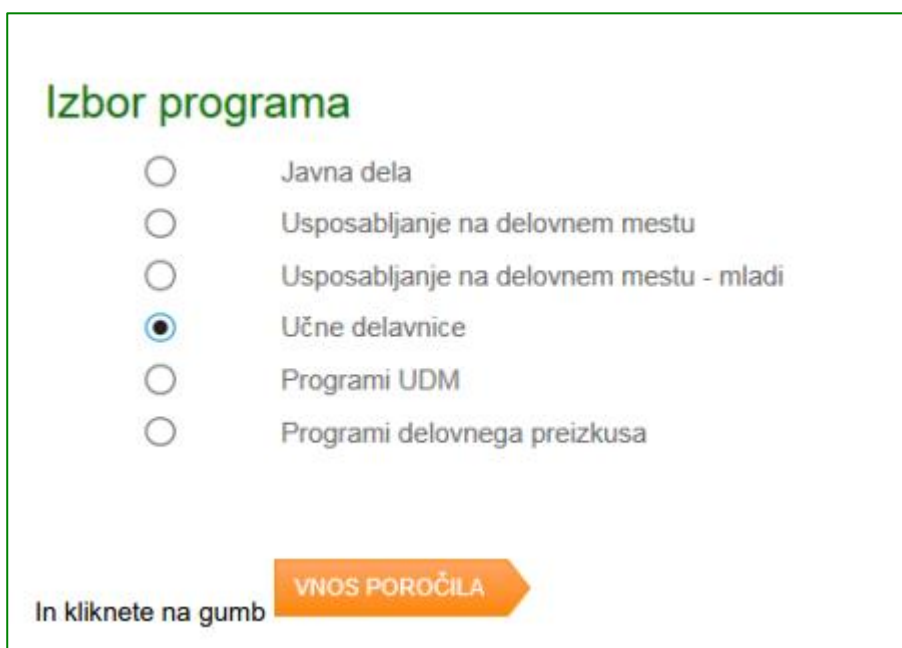 Izbor programa
Javna dela
Usposabljanje na delovnem mestu
Usposabljanje na delovnem mestu - mladi
Učne delavnice
Programi UDM
Programi delovnega preizkusa
In kliknete na gumb VNOS POROČILA